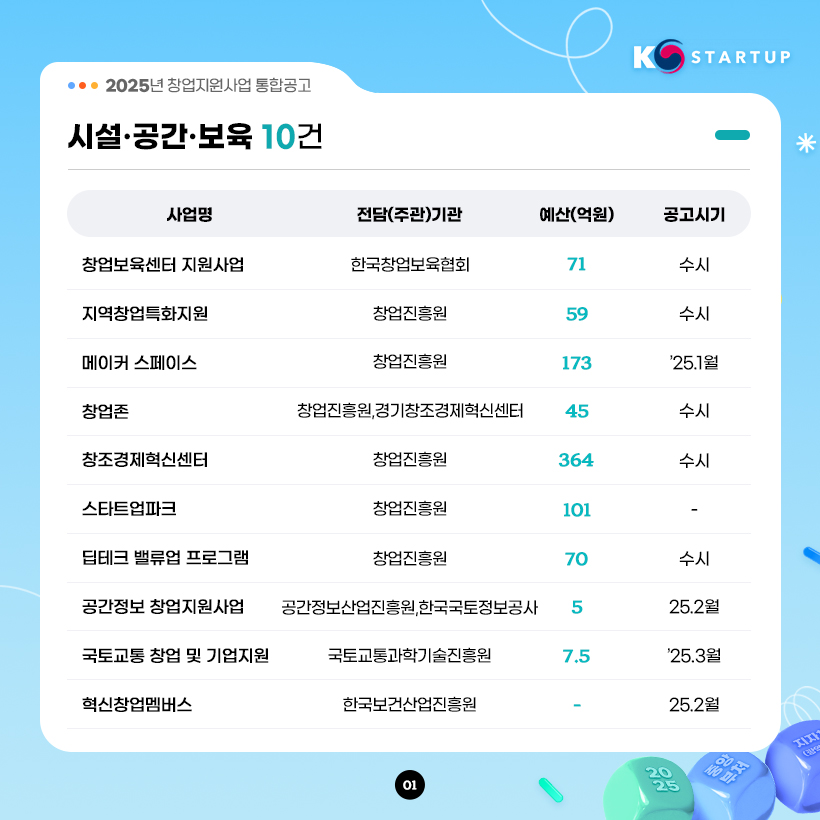 K STARTUP
2025년 창업지원사업 통합공고
시설·공간·보육 10건
사업명 전담(주관)기관 예산(억원) 공고시기
창업보육센터 지원사업 한국창업보육협회 71 수시
지역창업특화지원 창업진흥원 59 수시
메이커 스페이스 창업진흥원 173 ’25.1월
창업존 창업진흥원,경기창조경제혁신센터 45 수시
창조경제혁신센터 창업진흥원 364 수시
스타트업파크 창업진흥원 101 -
딥테크 밸류업 프로그램 창업진흥원 70 수시
공간정보 창업지원사업 공간정보산업진흥원,한국국토정보공사 5 25.2월
국토교통 창업 및 기업지원 국토교통과학기술진흥원 7.5 ’25.3월
혁신창업멤버스 한국보건산업진흥원 - 25.2월
01
2025